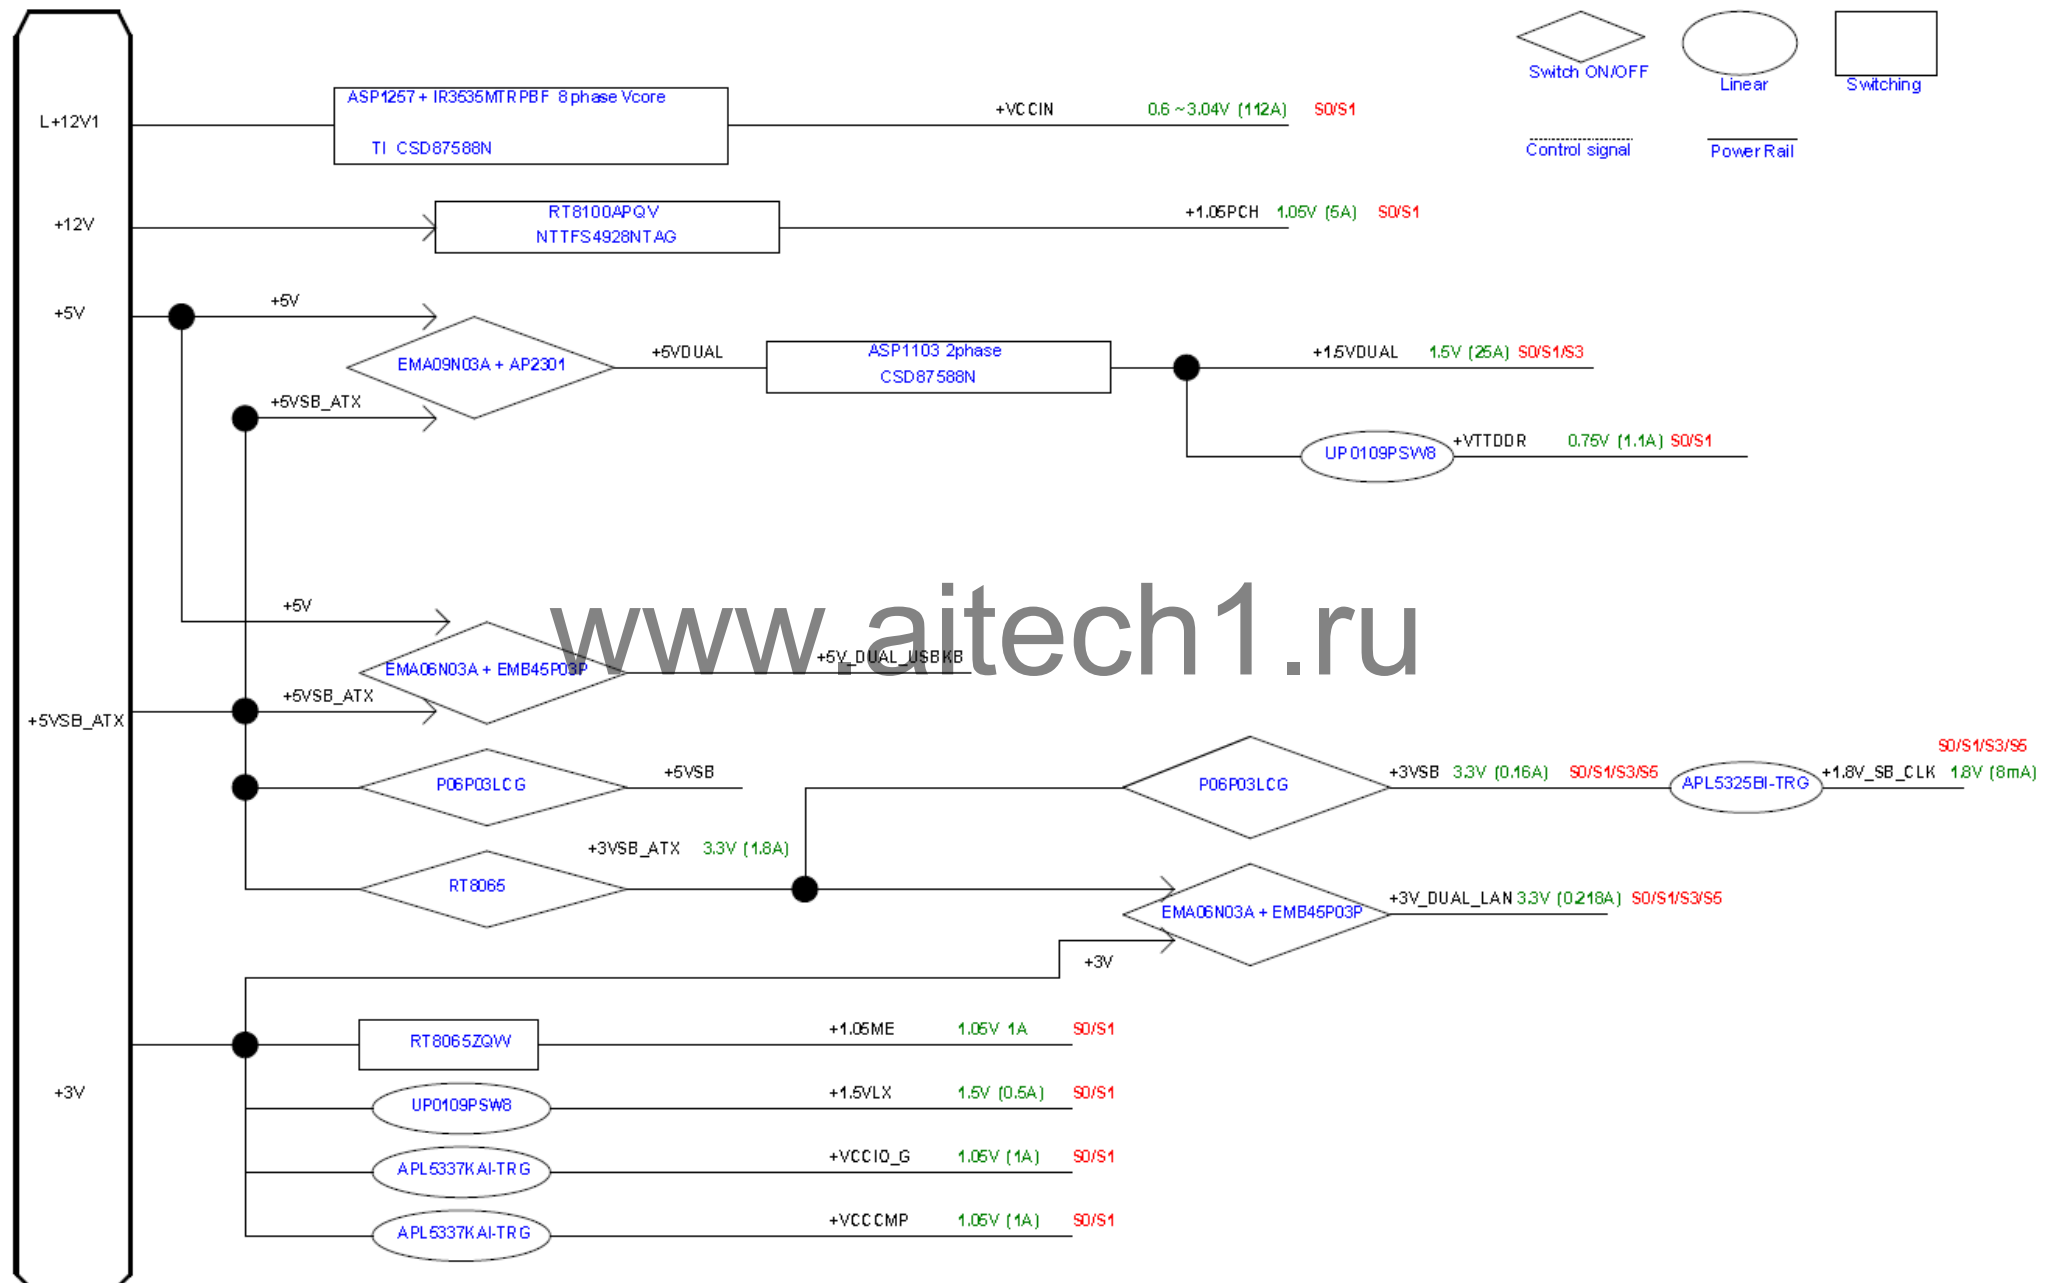 Switch ON/OFF
Linear
Switching
Control signal
Power Rail
L+12V1
ASP1257 + IR3535MTRPBF 8 phase Vcore
TI CSD87588N
+VCCIN 0.6 ~3.04V (112A) S0/S1
+12V
RT8100APQV
NTTFS4928NTAG
+1.05PCH 1.05V (5A) S0/S1
+5V
+5V
EMA09N03A + AP2301
+5VSB_ATX
+5VDUAL
ASP1103 2phase
CSD87588N
+1.5VDUAL 1.5V (25A) S0/S1/S3
UP0109PSW8
+VTTDDR 0.75V (1.1A) S0/S1
+5V
EMA06N03A + EMB45P03P
+5V_DUAL_USBKB
www.aitech1.ru
+5VSB_ATX
+5VSB_ATX
P06P03LCG
+5VSB
P06P03LCG
+3VSB 3.3V (0.16A) S0/S1/S3/S5
APL5325BI-TRG
S0/S1/S3/S5
+1.8V_SB_CLK 1.8V (8mA)
RT8065
+3VSB_ATX 3.3V (1.8A)
EMA06N03A + EMB45P03P
+3V_DUAL_LAN 3.3V (0.218A) S0/S1/S3/S5
+3V
+3V
RT8065ZQW
+1.05ME 1.05V 1A S0/S1
UP0109PSW8
+1.5VLX 1.5V (0.5A) S0/S1
APL5337KAI-TRG
+VCCIO_G 1.05V (1A) S0/S1
APL5337KAI-TRG
+VCCCMP 1.05V (1A) S0/S1